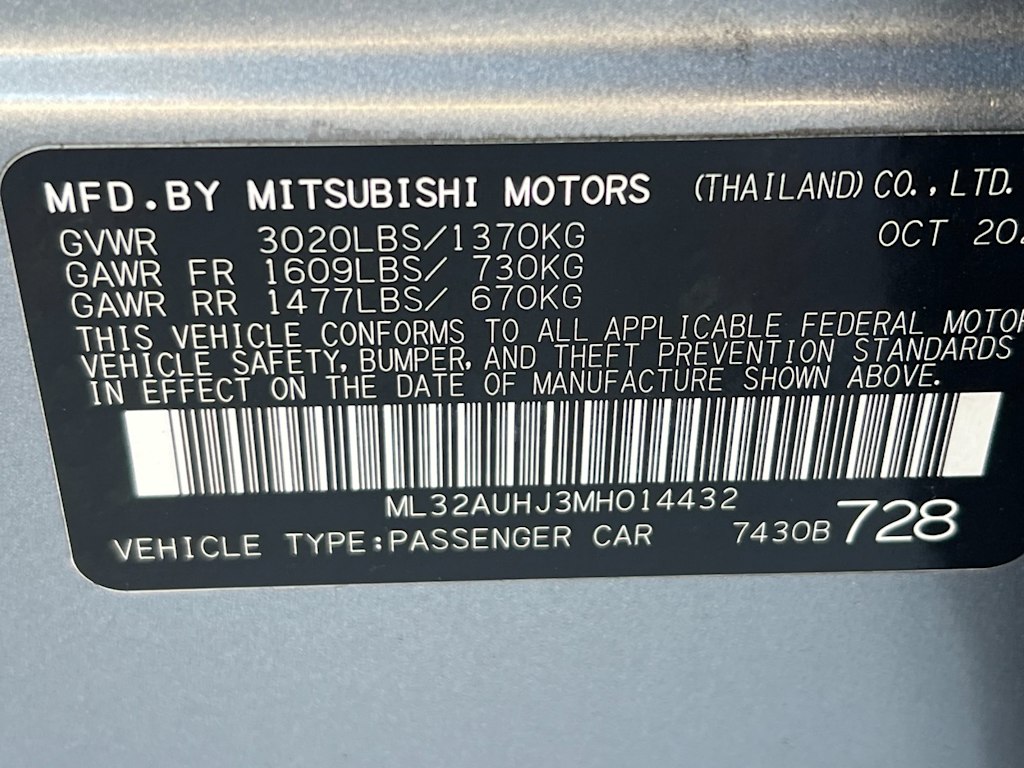 MFD.BY MITSUBISHI MOTORS (THAILAND) CO.,LTD.
GVWR 3020LBS/1370KG OCT 202
GAWR FR 1609LBS/ 730KG
GAWR RR 1477LBS/ 670KG
THIS VEHICLE CONFORMS TO ALL APPLICABLE FEDERAL MOTOR
VEHICLE SAFETY, BUMPER, AND THEFT PREVENTION STANDARDS
IN EFFECT ON THE DATE OF MANUFACTURE SHOWN ABOVE.
ML32AUHJ3MH014432
VEHICLE TYPE:PASSENGER CAR 7430B 728